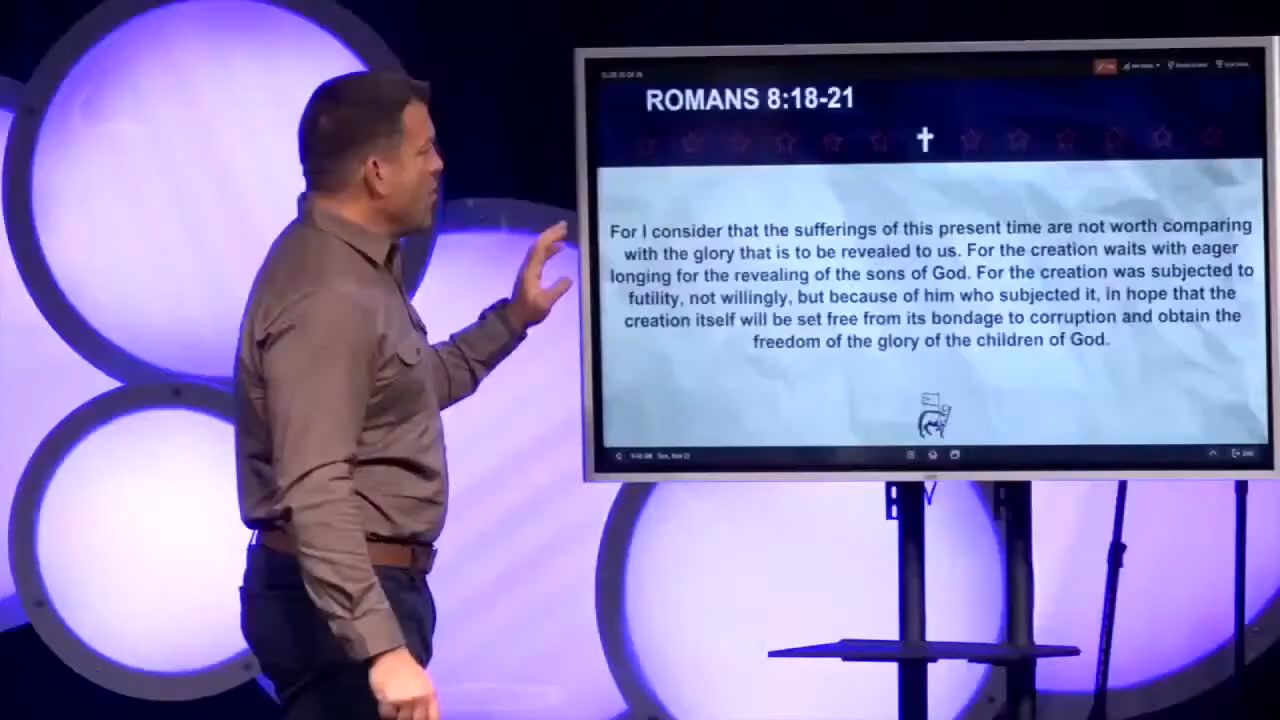 ROMANS 8:18-21
For I consider that the sufferings of this present time are not worth comparing
with the glory that is to be revealed to us. For the creation waits with eager
longing for the revealing of the sons of God. For the creation was subjected to
futility, not willingly, but because of him who subjected it, in hope that the
creation itself will be set free from its bondage to corruption and obtain the
freedom of the glory of the children of God.